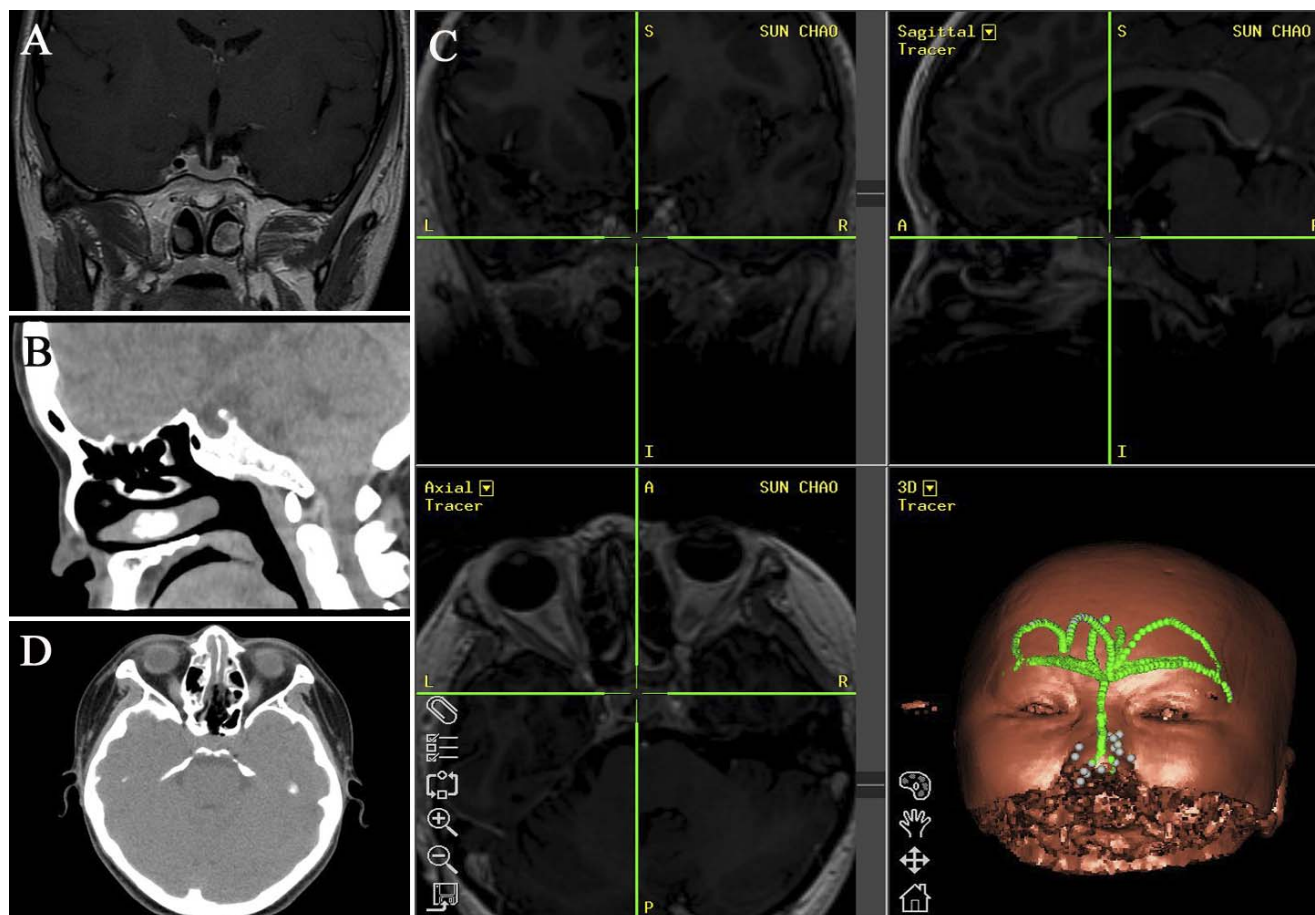 A
B
D
C
S
SUN CHAO
L
R
I
Sagittal
Tracer
S
SUN CHAO
A
I
Axial
Tracer
A
SUN CHAO
L
R
P
3D
Tracer